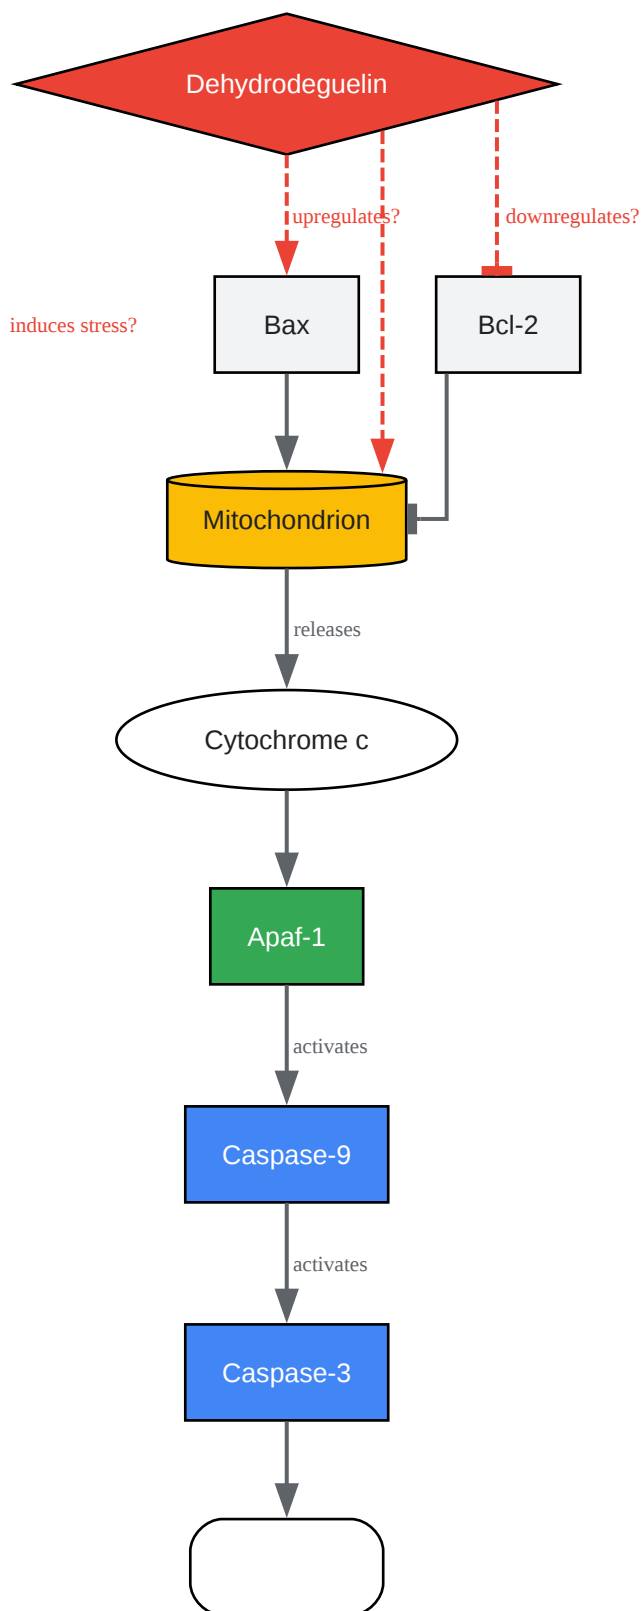 Dehydrodeguelin
upregulates?
downregulates?
induces stress?
Bax
Bcl-2
Mitochondrion
releases
Cytochrome c
Apaf-1
activates
Caspase-9
activates
Caspase-3